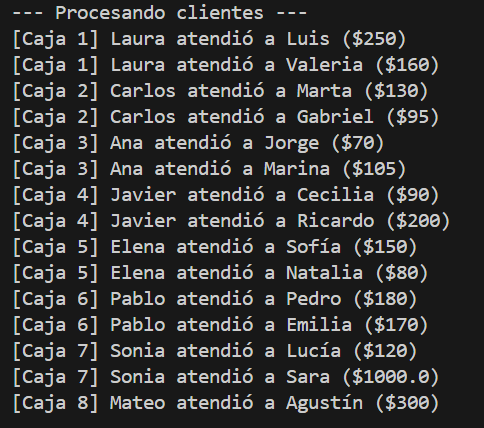 --- Procesando clientes ---
[Caja 1] Laura atendió a Luis ($250)
[Caja 1] Laura atendió a Valeria ($160)
[Caja 2] Carlos atendió a Marta ($130)
[Caja 2] Carlos atendió a Gabriel ($95)
[Caja 3] Ana atendió a Jorge ($70)
[Caja 3] Ana atendió a Marina ($105)
[Caja 4] Javier atendió a Cecilia ($90)
[Caja 4] Javier atendió a Ricardo ($200)
[Caja 5] Elena atendió a Sofía ($150)
[Caja 5] Elena atendió a Natalia ($80)
[Caja 6] Pablo atendió a Pedro ($180)
[Caja 6] Pablo atendió a Emilia ($170)
[Caja 7] Sonia atendió a Lucía ($120)
[Caja 7] Sonia atendió a Sara ($1000.0)
[Caja 8] Mateo atendió a Agustín ($300)